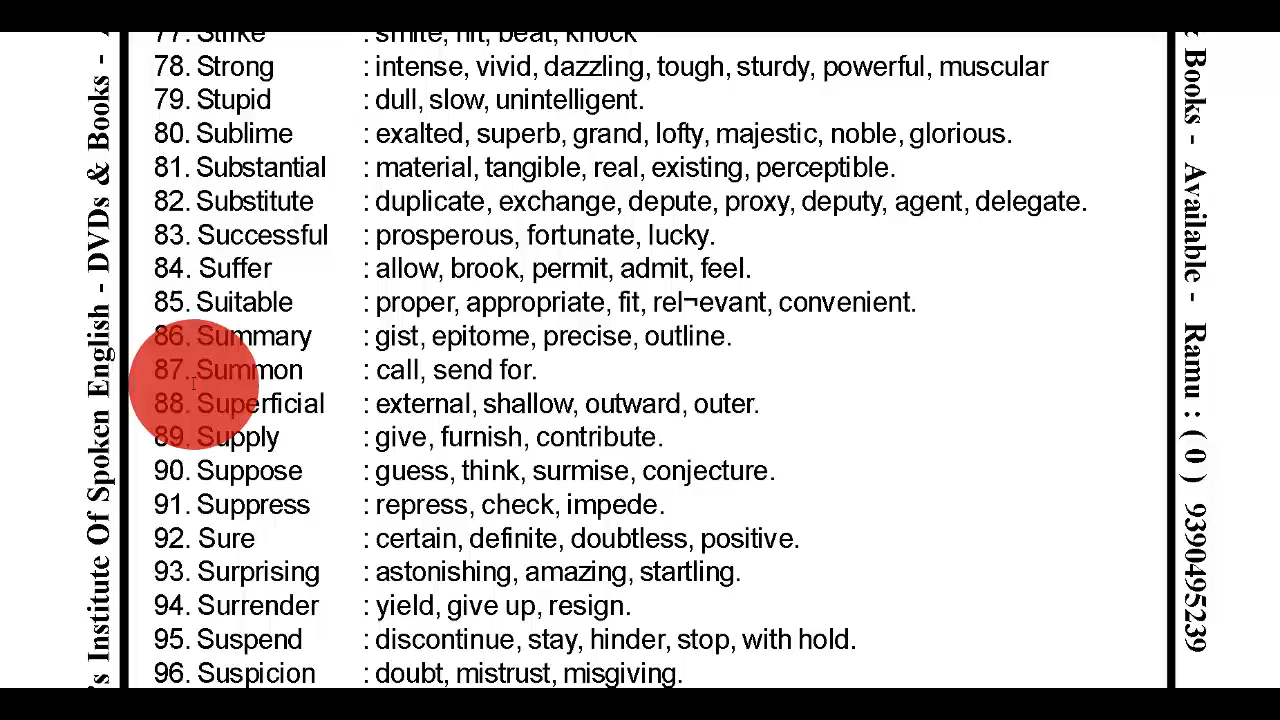 77. Strike : smite, hit, beat, knock
78. Strong : intense, vivid, dazzling, tough, sturdy, powerful, muscular
79. Stupid : dull, slow, unintelligent.
80. Sublime : exalted, superb, grand, lofty, majestic, noble, glorious.
81. Substantial : material, tangible, real, existing, perceptible.
82. Substitute : duplicate, exchange, depute, proxy, deputy, agent, delegate.
83. Successful : prosperous, fortunate, lucky.
84. Suffer : allow, brook, permit, admit, feel.
85. Suitable : proper, appropriate, fit, rel¬evant, convenient.
86. Summary : gist, epitome, precise, outline.
87. Summon : call, send for.
88. Superficial : external, shallow, outward, outer.
89. Supply : give, furnish, contribute.
90. Suppose : guess, think, surmise, conjecture.
91. Suppress : repress, check, impede.
92. Sure : certain, definite, doubtless, positive.
93. Surprising : astonishing, amazing, startling.
94. Surrender : yield, give up, resign.
95. Suspend : discontinue, stay, hinder, stop, with hold.
96. Suspicion : doubt, mistrust, misgiving.
's Institute Of Spoken English - DVDs & Books -
& Books - Available - Ramu : ( 0 ) 9390495239